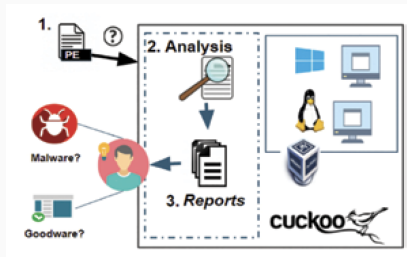 1.
PE
?
2. Analysis
3. Reports
Malware?
Goodware?
cuckoo